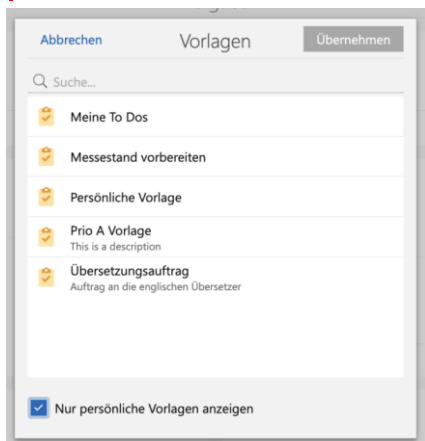 Abbrechen Vorlagen Übernehmen
Suche...
Meine To Dos
Messestand vorbereiten
Persönliche Vorlage
Prio A Vorlage
This is a description
Übersetzungsauftrag
Auftrag an die englischen Übersetzer
Nur persönliche Vorlagen anzeigen